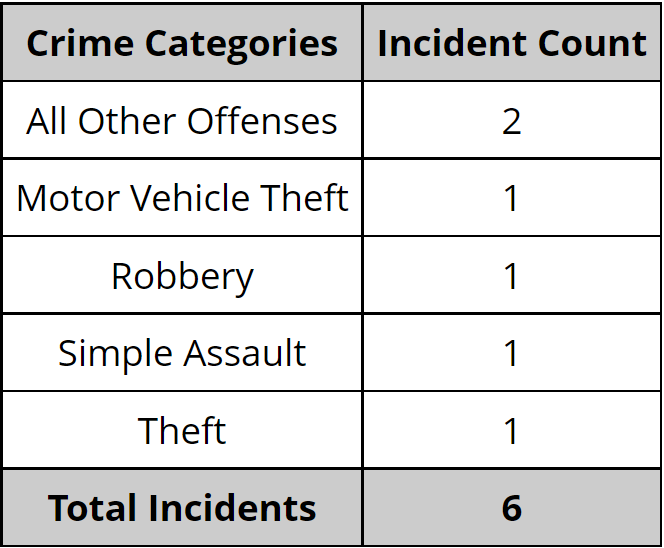 Crime Categories Incident Count
All Other Offenses 2
Motor Vehicle Theft 1
Robbery 1
Simple Assault 1
Theft 1
Total Incidents 6